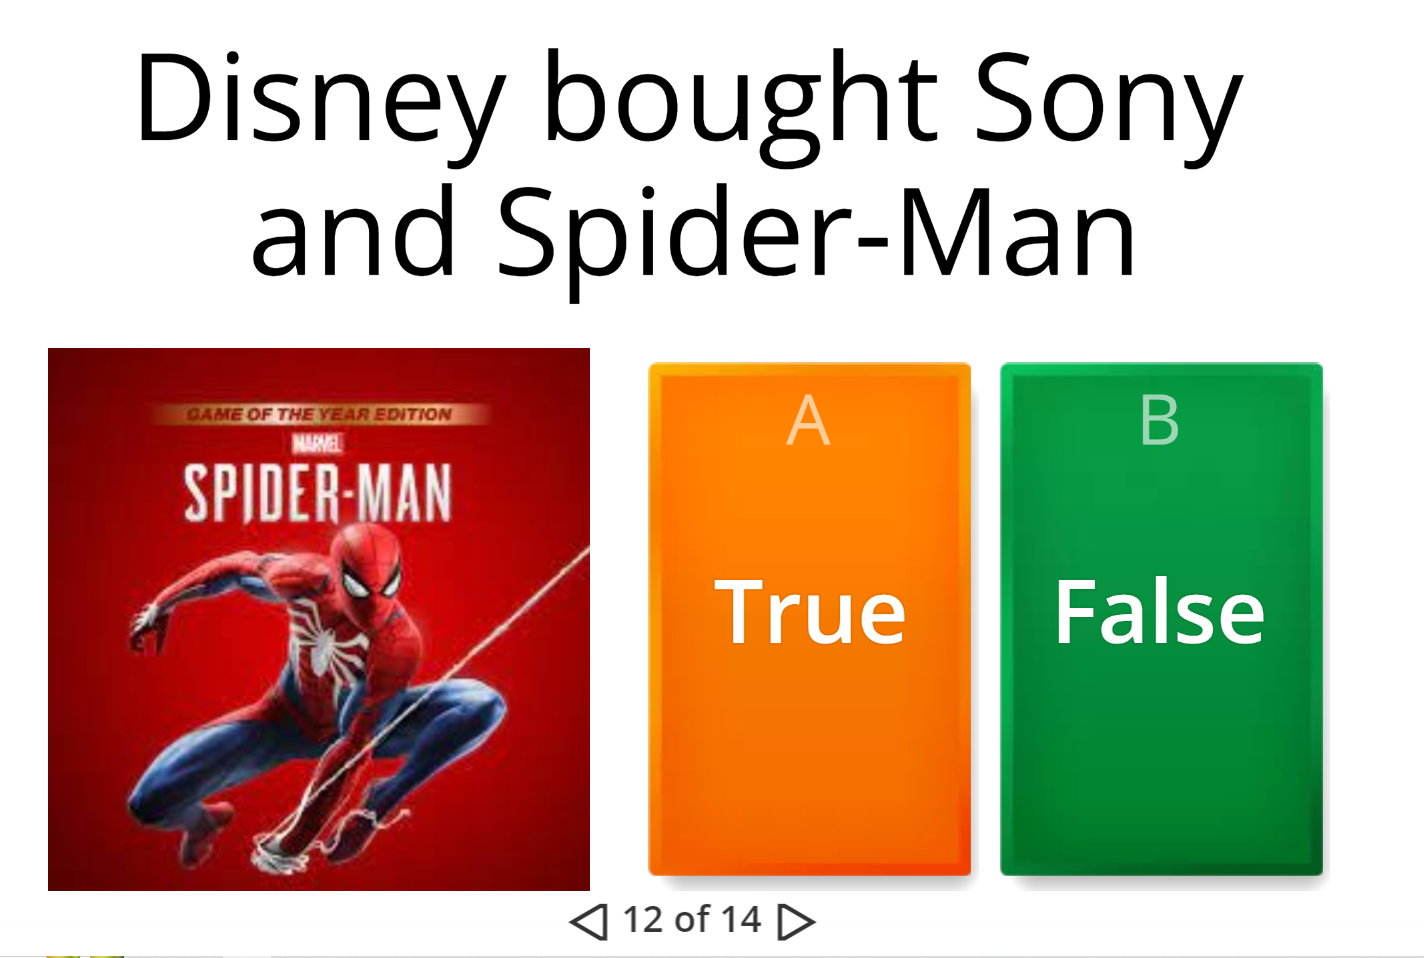 Disney bought Sony
and Spider-Man
GAME OF THE YEAR EDITION
MARVEL
SPIDER-MAN
A
True
B
False
12 of 14